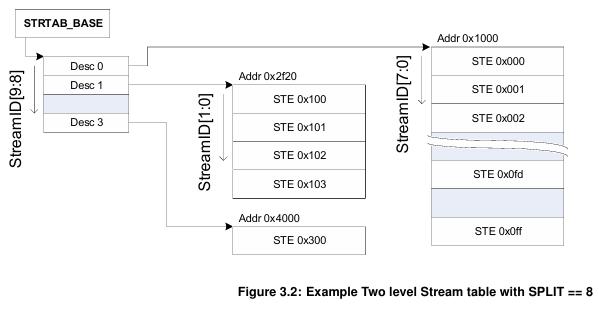 STRTAB_BASE
StreamID[9:8]
Desc 0
Desc 1
Desc 3
Addr 0x2f20
StreamID[1:0]
STE 0x100
STE 0x101
STE 0x102
STE 0x103
Addr 0x4000
STE 0x300
Addr 0x1000
StreamID[7:0]
STE 0x000
STE 0x001
STE 0x002
STE 0x0fd
STE 0x0ff
Figure 3.2: Example Two level Stream table with SPLIT == 8